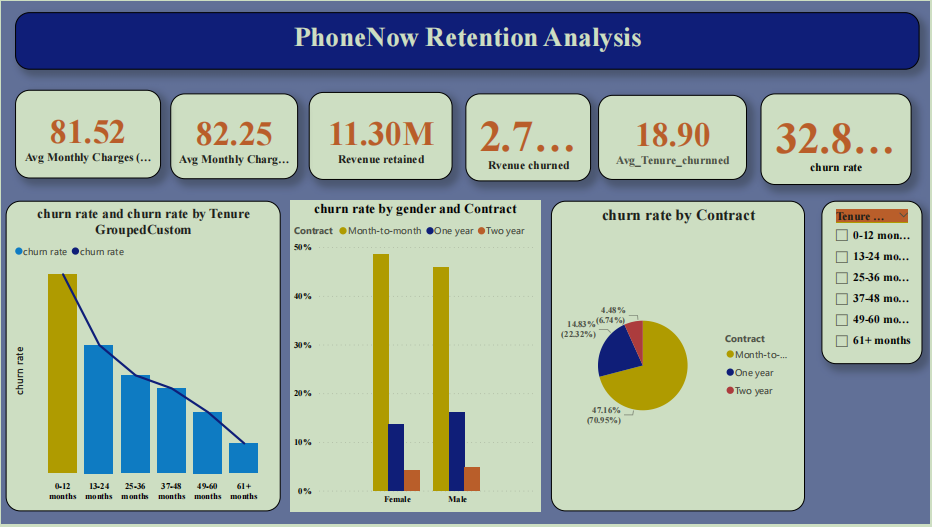 PhoneNow Retention Analysis
81.52
Avg Monthly Charges (...
82.25
Avg Monthly Charg...
11.30M
Revenue retained
2.7...
Rvenue churned
18.90
Avg_Tenure_churnned
32.8...
churn rate
churn rate and churn rate by Tenure
GroupedCustom
churn rate churn rate
churn rate
0-12 months
13-24 months
25-36 months
37-48 months
49-60 months
61+ months
churn rate by gender and Contract
Contract Month-to-month One year Two year
50%
40%
30%
20%
10%
0%
Female Male
churn rate by Contract
4.48%
(6.74%)
14.83%
(22.32%)
47.16%
(70.95%)
Contract
Month-to-...
One year
Two year
Tenure ...
0-12 mon...
13-24 mo...
25-36 mo...
37-48 mo...
49-60 mo...
61+ months